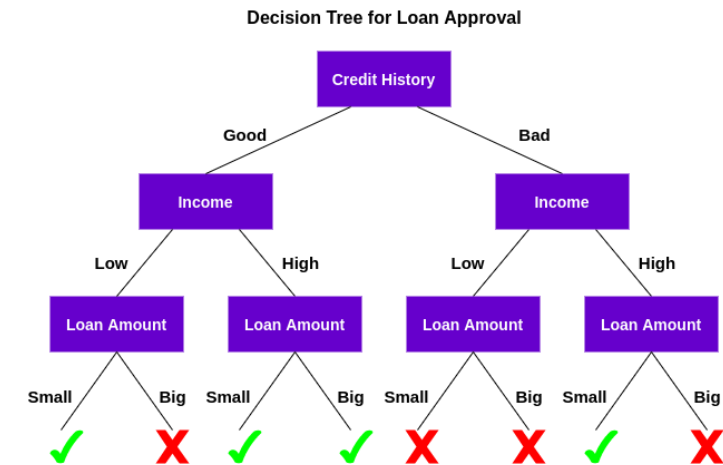 Decision Tree for Loan Approval
Credit History
Good Bad
Income Income
Low High Low High
Loan Amount Loan Amount Loan Amount Loan Amount
Small Big Small Big Small Big Small Big